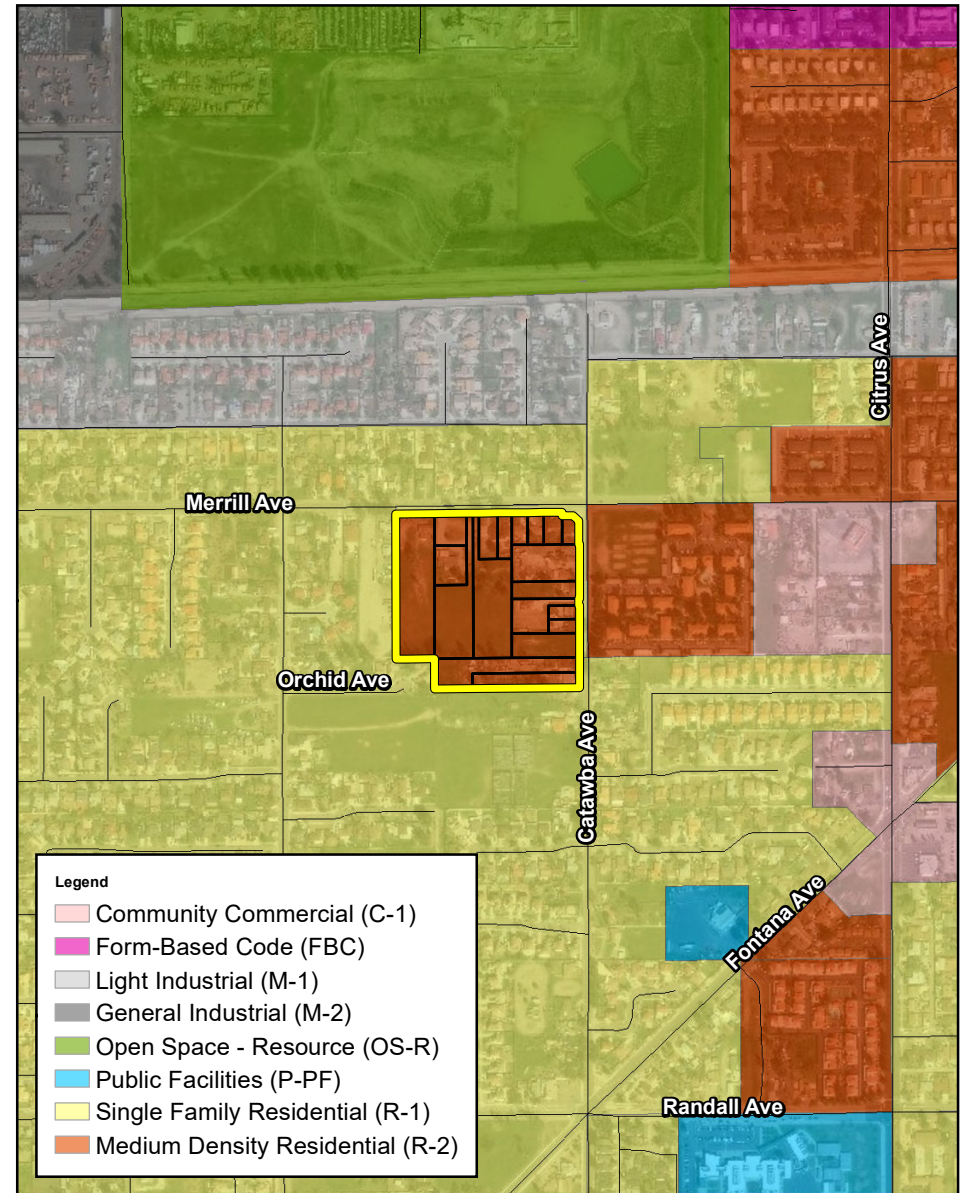 Citrus Ave
Merrill Ave
Orchid Ave
Catawba Ave
Fontana Ave
Randall Ave
Legend
Community Commercial (C-1)
Form-Based Code (FBC)
Light Industrial (M-1)
General Industrial (M-2)
Open Space - Resource (OS-R)
Public Facilities (P-PF)
Single Family Residential (R-1)
Medium Density Residential (R-2)